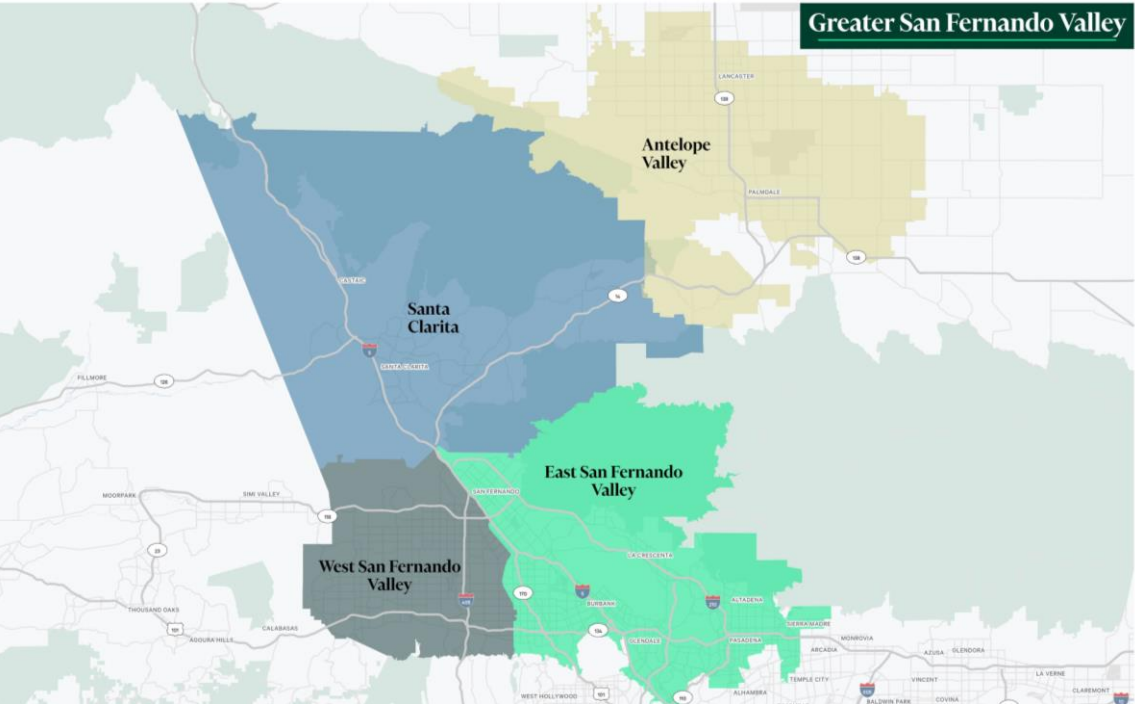 Greater San Fernando Valley
LANCASTER
138
Antelope
Valley
PALMDALE
138
CASTAIC
14
Santa
Clarita
5
SANTA CLARITA
FILLMORE
126
East San Fernando
Valley
SAN FERNANDO
MOORPARK
SIMI VALLEY
118
23
LA CRESCENTA
West San Fernando
Valley
405
170
5
BURBANK
210
ALTADENA
THOUSAND OAKS
101
AGOURA HILLS
CALABASAS
134
GLENDALE
PASADENA
SIERRA MADRE
MONROVIA
ARCADIA
AZUSA
GLENDORA
LA VERNE
TEMPLE CITY
VINCENT
CLAREMONT
WEST HOLLYWOOD
101
110
ALHAMBRA
BALDWIN PARK
COVINA